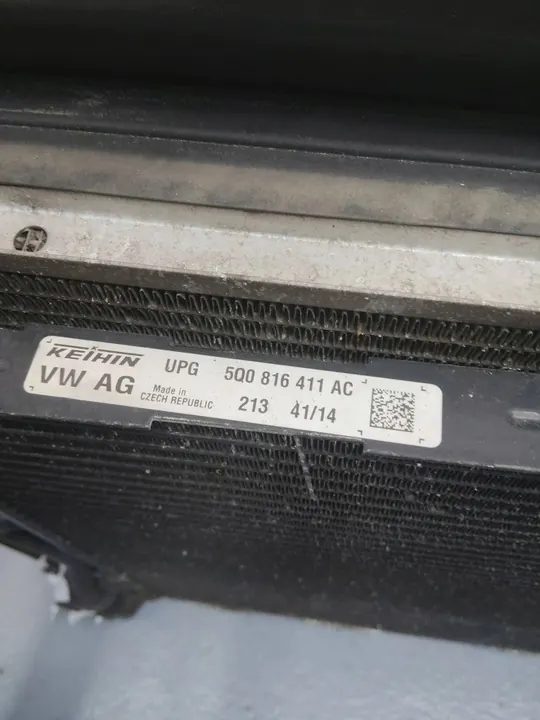 KEIHIN UPG 5Q0 816 411 AC
VW AG Made in CZECH REPUBLIC 213 41/14